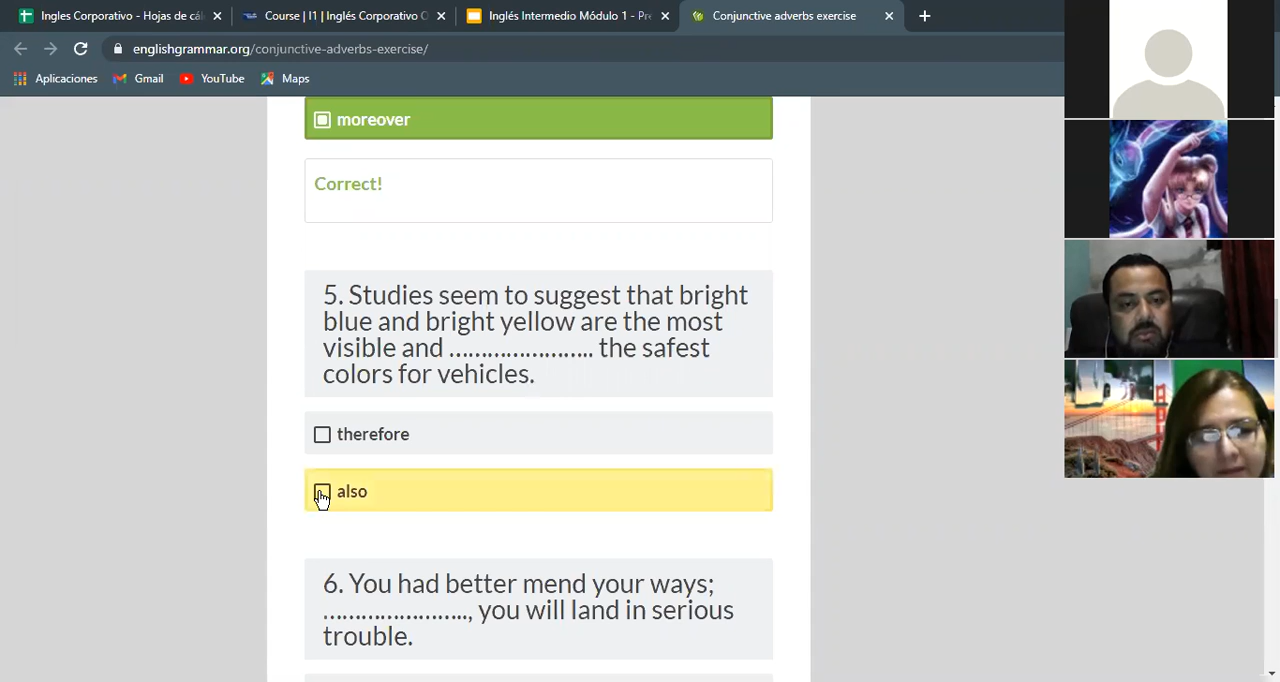 Ingles Corporativo - Hojas de cál
Course | I1 | Inglés Corporativo O
Inglés Intermedio Módulo 1 - Pre
Conjunctive adverbs exercise
englishgrammar.org/conjunctive-adverbs-exercise/
Aplicaciones
Gmail
YouTube
Maps
moreover
Correct!
5. Studies seem to suggest that bright
blue and bright yellow are the most
visible and ………………….. the safest
colors for vehicles.
therefore
also
6. You had better mend your ways;
…………………..., you will land in serious
trouble.